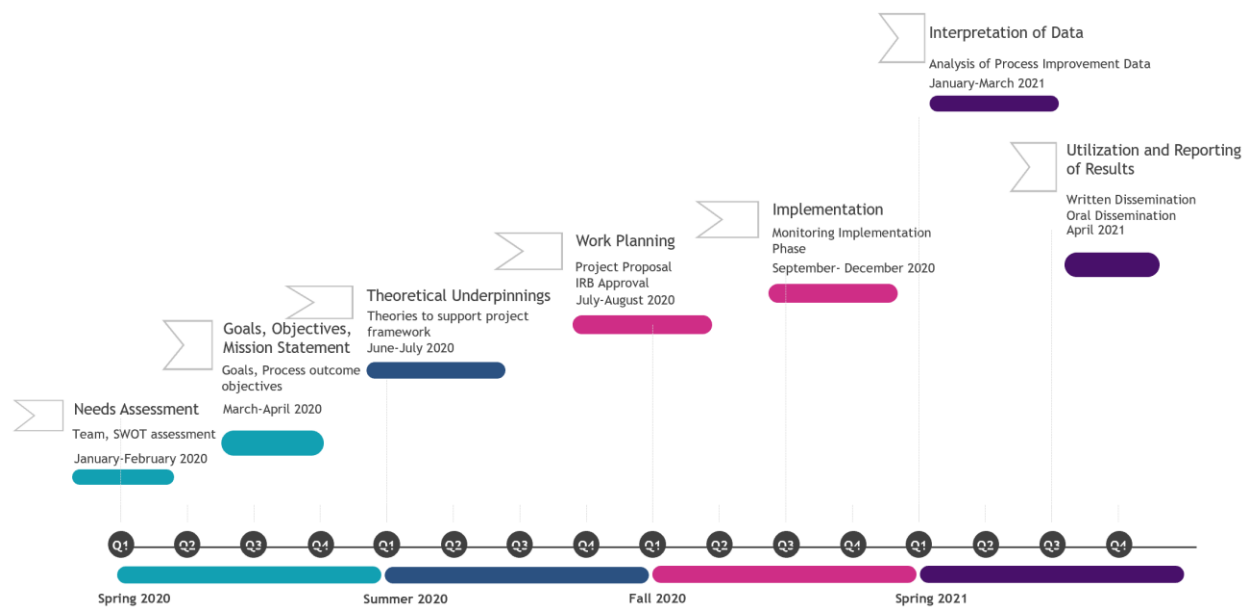 Interpretation of Data
Analysis of Process Improvement Data
January-March 2021
Utilization and Reporting
of Results
Written Dissemination
Oral Dissemination
April 2021
Implementation
Monitoring Implementation
Phase
September- December 2020
Work Planning
Project Proposal
IRB Approval
July-August 2020
Theoretical Underpinnings
Theories to support project
framework
June-July 2020
Goals, Objectives,
Mission Statement
Goals, Process outcome
objectives
March-April 2020
Needs Assessment
Team, SWOT assessment
January-February 2020
Q1 Q2 Q3 Q4 Q1 Q2 Q3 Q4 Q1 Q2 Q3 Q4 Q1 Q2 Q3 Q4
Spring 2020 Summer 2020 Fall 2020 Spring 2021